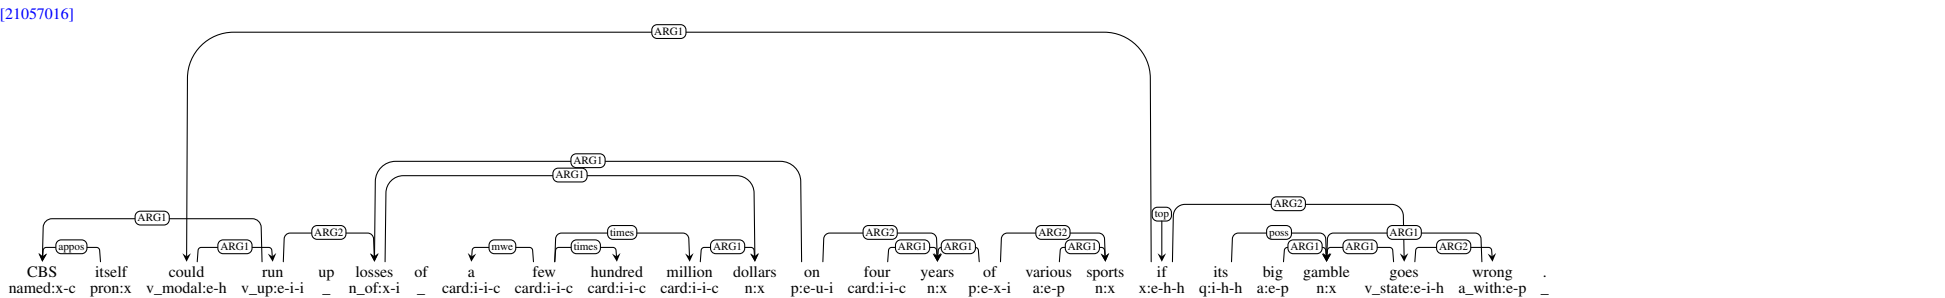 [21057016]
ARG1
ARG1
ARG1
ARG2
top
ARG1 ARG2 times ARG2 ARG2 poss ARG1
appos ARG1 mwe times ARG1 ARG1 ARG1 ARG1 ARG1 ARG1 ARG2
CBS itself could run up losses of a few hundred million dollars on four years of various sports if its big gamble goes wrong .
named:x-c pron:x v_modal:e-h v_up:e-i-i _ n_of:x-i _ card:i-i-c card:i-i-c card:i-i-c card:i-i-c n:x p:e-u-i card:i-i-c n:x p:e-x-i a:e-p n:x x:e-h-h q:i-h-h a:e-p n:x v_state:e-i-h a_with:e-p _